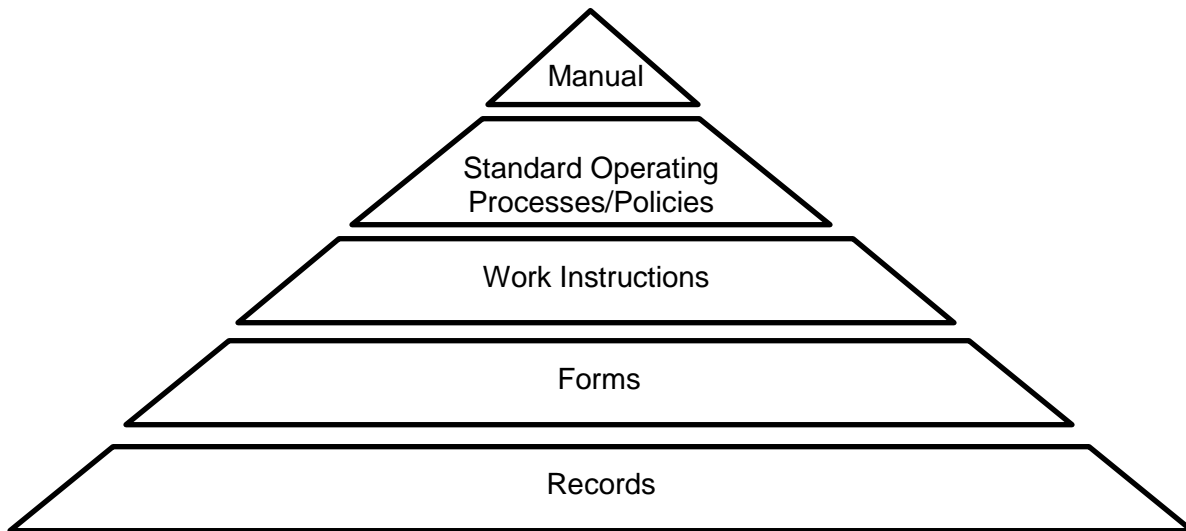 Manual
Standard Operating
Processes/Policies
Work Instructions
Forms
Records